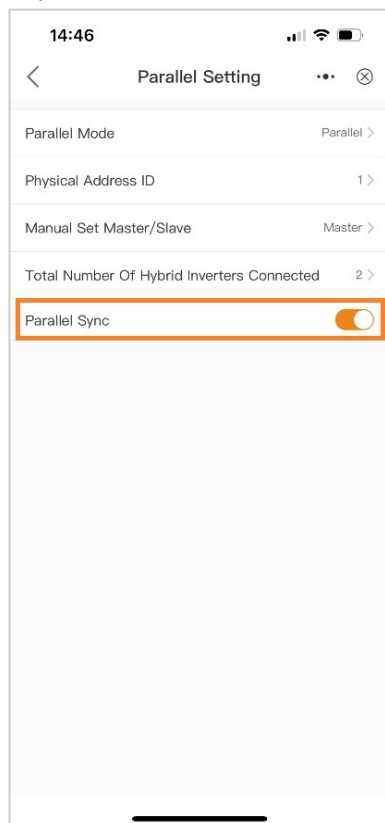 14:46
Parallel Setting
Parallel Mode Parallel
Physical Address ID 1
Manual Set Master/Slave Master
Total Number Of Hybrid Inverters Connected 2
Parallel Sync